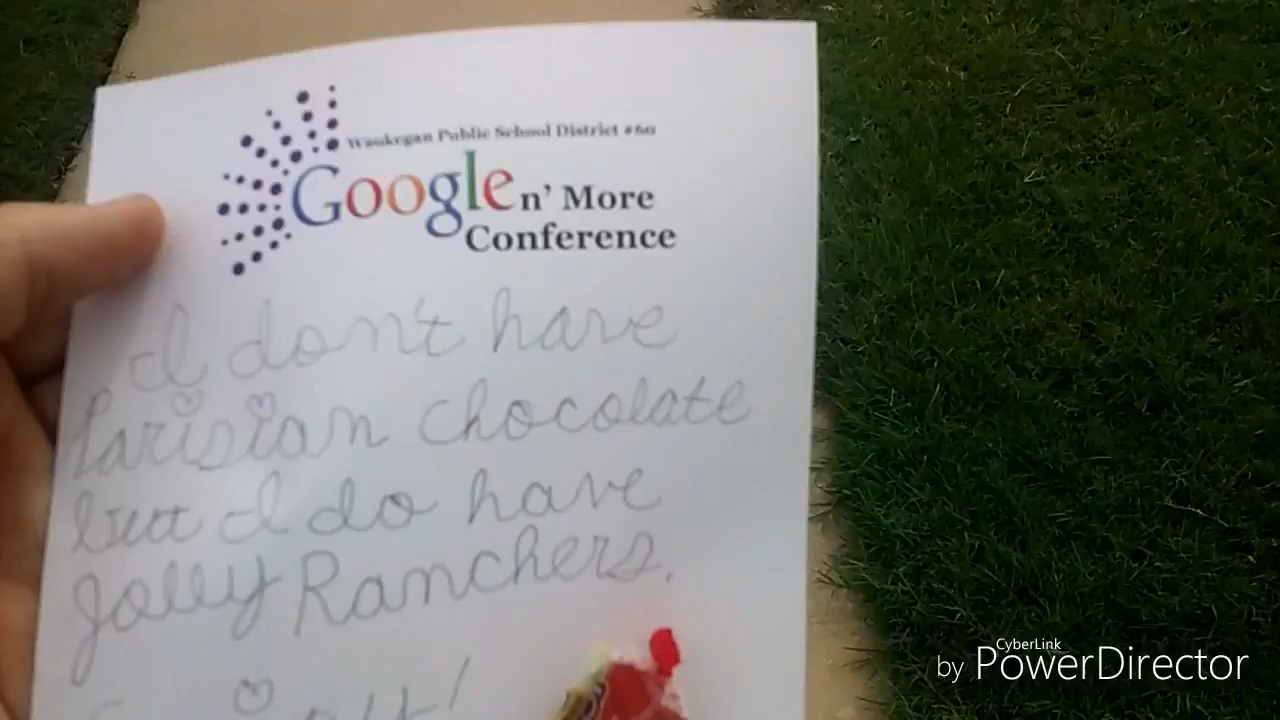 Waukegan Public School District #60
Google n' More
Conference
I don't have
Parisian chocolate
but I do have
Jolly Ranchers.
Enjoy!
CyberLink
by PowerDirector